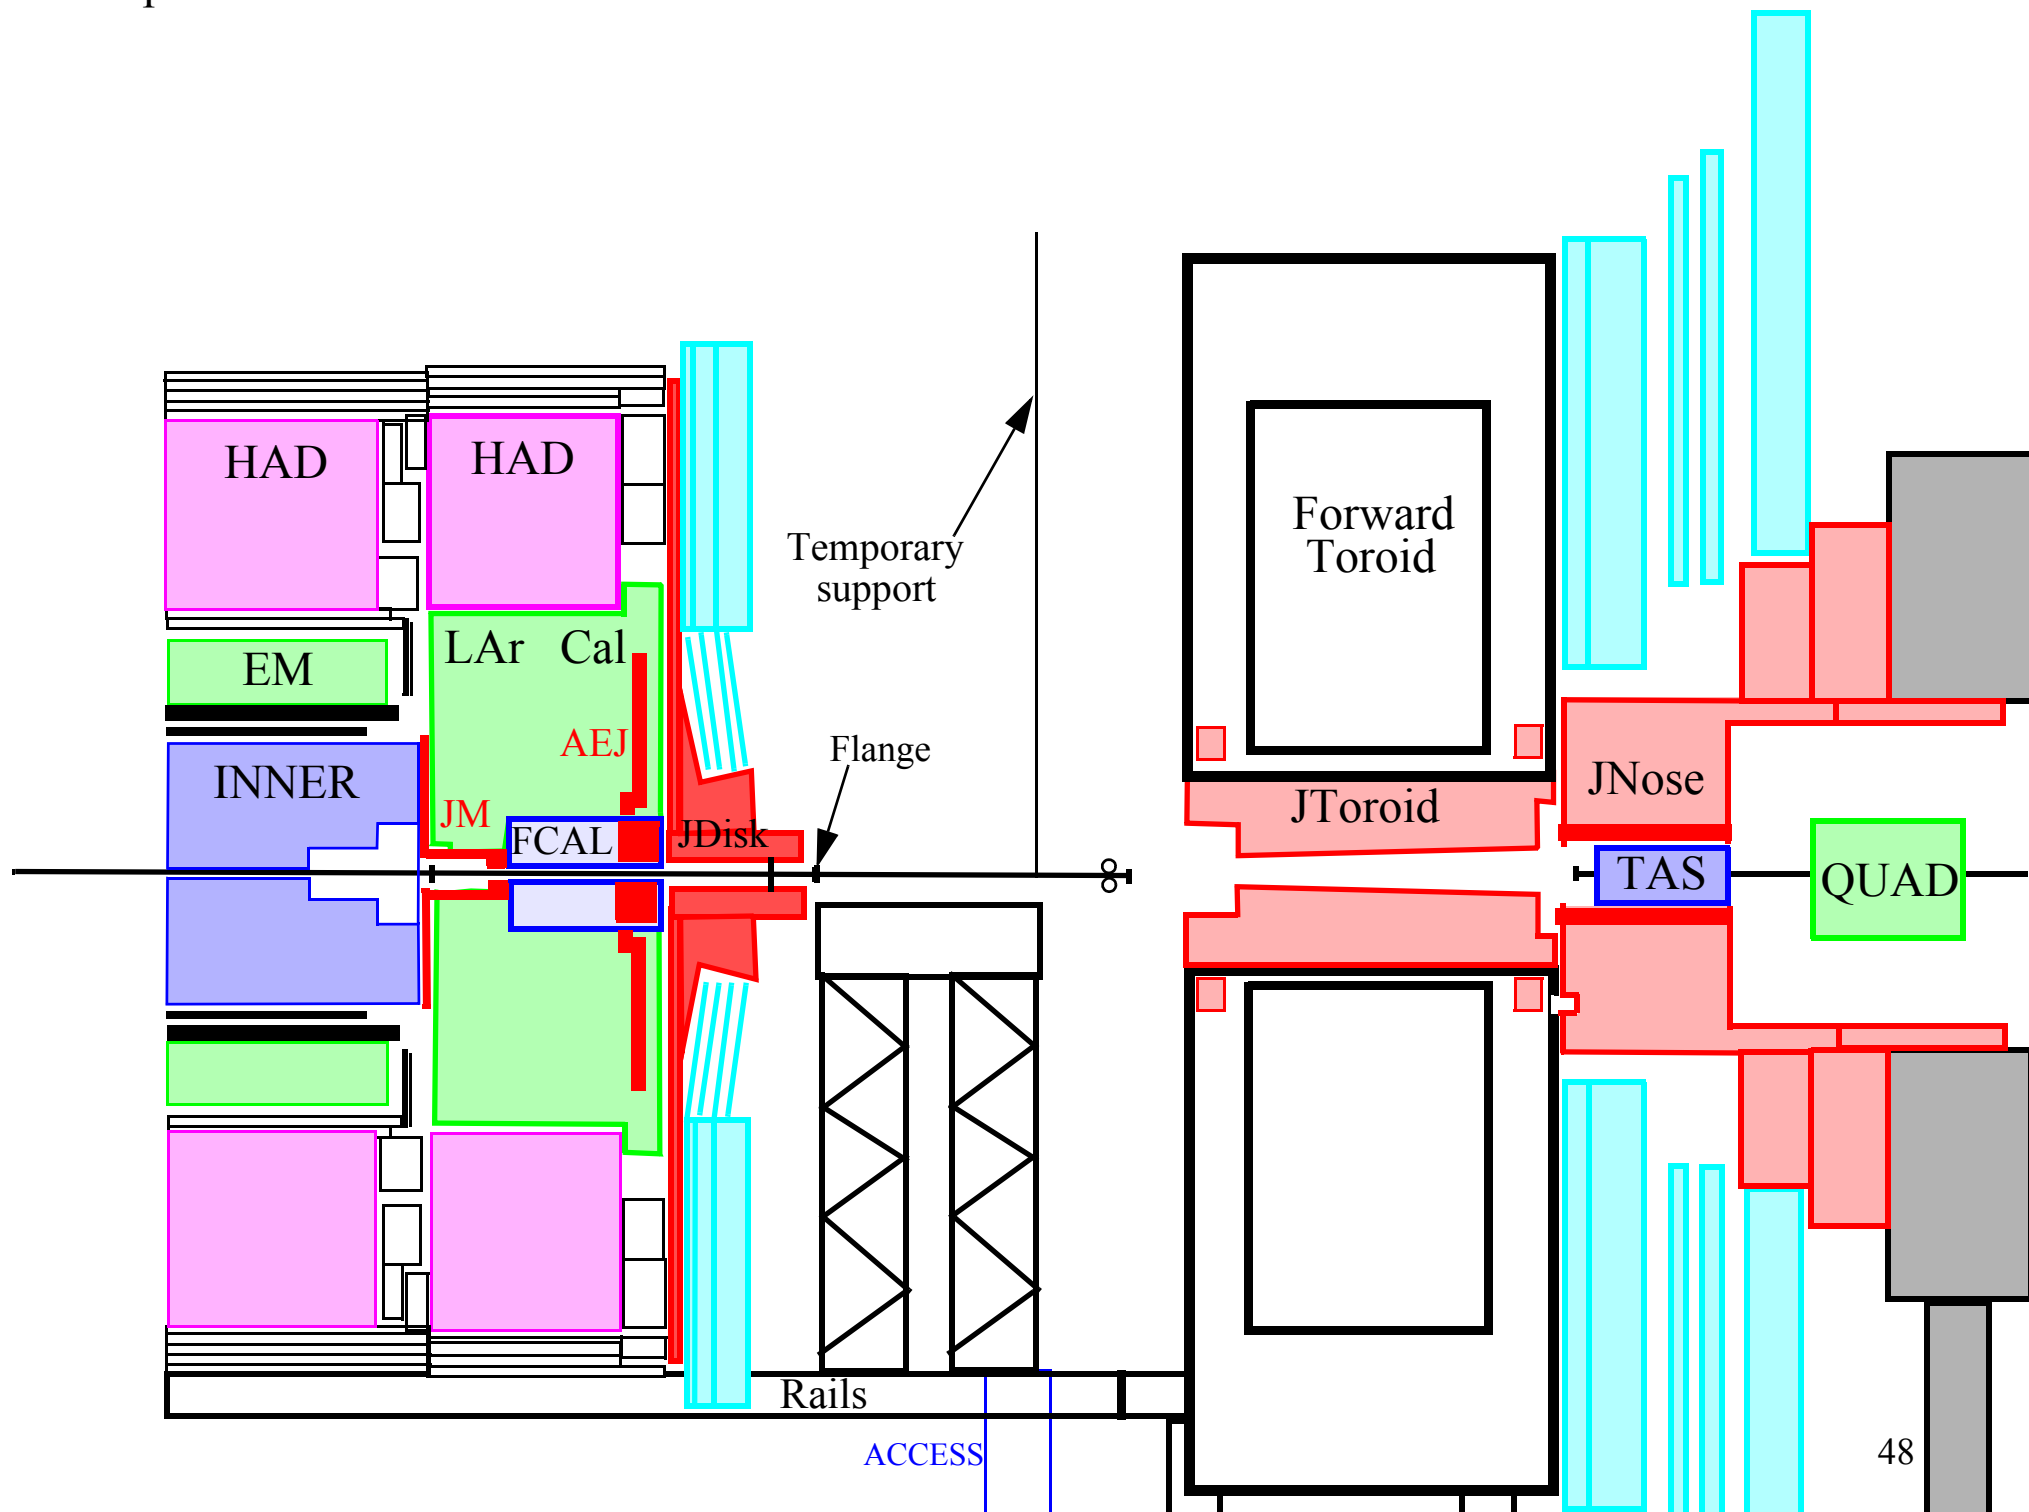 HAD
HAD
Forward
Toroid
Temporary
support
LAr Cal
EM
AEJ
Flange
INNER
JNose
JM
JToroid
FCAL
JDisk
TAS
QUAD
Rails
ACCESS
48